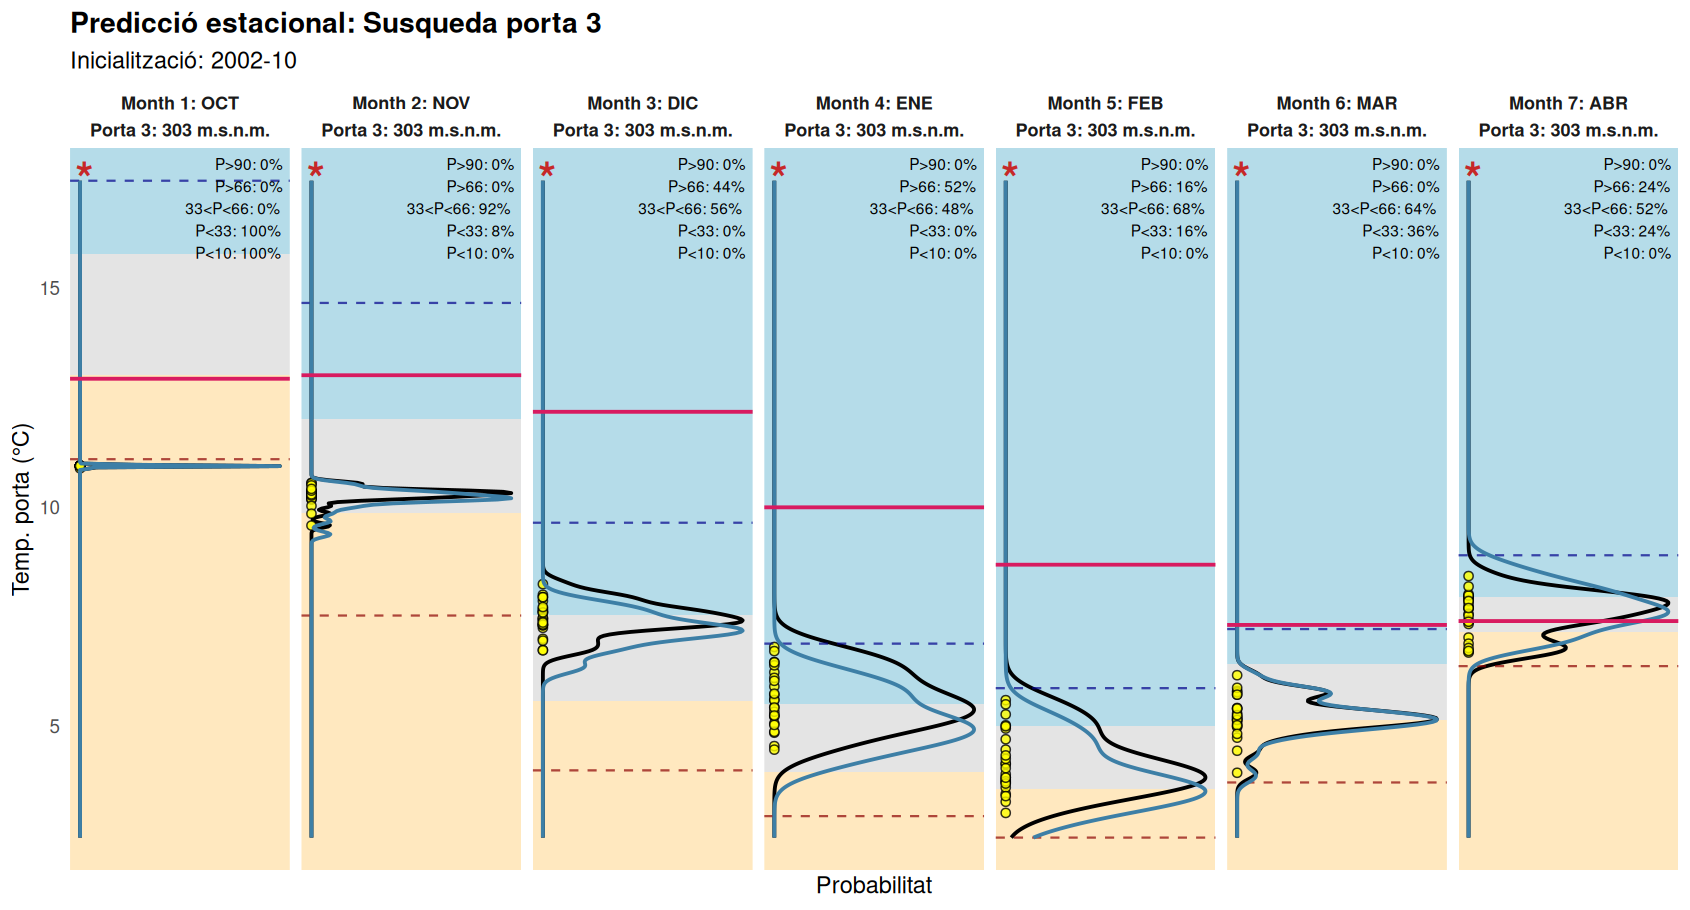 Predicció estacional: Susqueda porta 3
Inicialització: 2002-10
Month 1: OCT
Porta 3: 303 m.s.n.m.
Month 2: NOV
Porta 3: 303 m.s.n.m.
Month 3: DIC
Porta 3: 303 m.s.n.m.
Month 4: ENE
Porta 3: 303 m.s.n.m.
Month 5: FEB
Porta 3: 303 m.s.n.m.
Month 6: MAR
Porta 3: 303 m.s.n.m.
Month 7: ABR
Porta 3: 303 m.s.n.m.
*
P>90: 0%
P>66: 0%
33<P<66: 0%
P<33: 100%
P<10: 100%
*
P>90: 0%
P>66: 0%
33<P<66: 92%
P<33: 8%
P<10: 0%
*
P>90: 0%
P>66: 44%
33<P<66: 56%
P<33: 0%
P<10: 0%
*
P>90: 0%
P>66: 52%
33<P<66: 48%
P<33: 0%
P<10: 0%
*
P>90: 0%
P>66: 16%
33<P<66: 68%
P<33: 16%
P<10: 0%
*
P>90: 0%
P>66: 0%
33<P<66: 64%
P<33: 36%
P<10: 0%
*
P>90: 0%
P>66: 24%
33<P<66: 52%
P<33: 24%
P<10: 0%
15
10
5
Temp. porta (°C)
Probabilitat